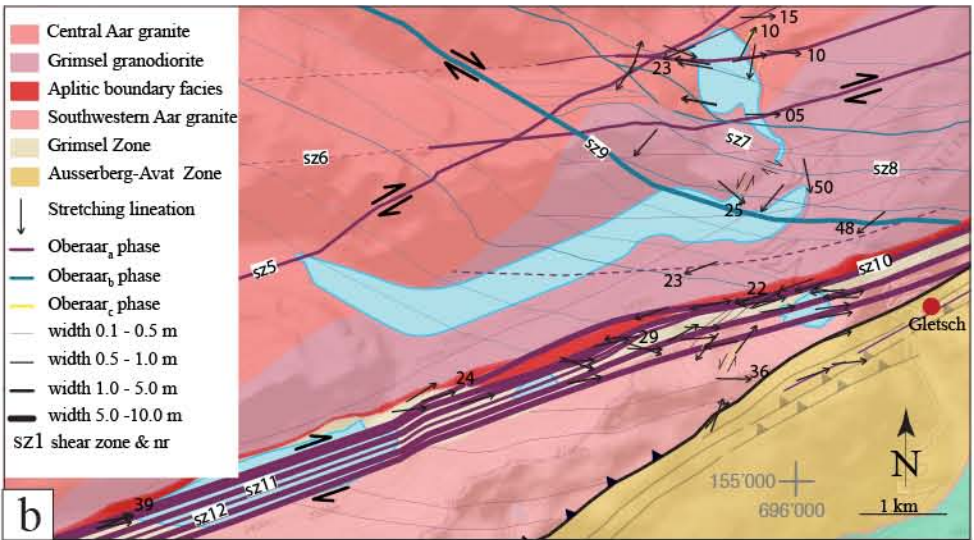 Central Aar granite
Grimsel granodiorite
Aplitic boundary facies
Southwestern Aar granite
Grimsel Zone
Ausserberg-Avat Zone
Stretching lineation
Oberaarₐ phase
Oberaar_b phase
Oberaar_c phase
width 0.1 - 0.5 m
width 0.5 - 1.0 m
width 1.0 - 5.0 m
width 5.0 -10.0 m
sz1 shear zone & nr
b
15
10
10
23
05
sz7
sz9
sz6
sz8
50
25
48
sz5
sz10
23
22
Gletsch
29
36
24
155'000
696'000
N
1 km
39
sz11
sz12